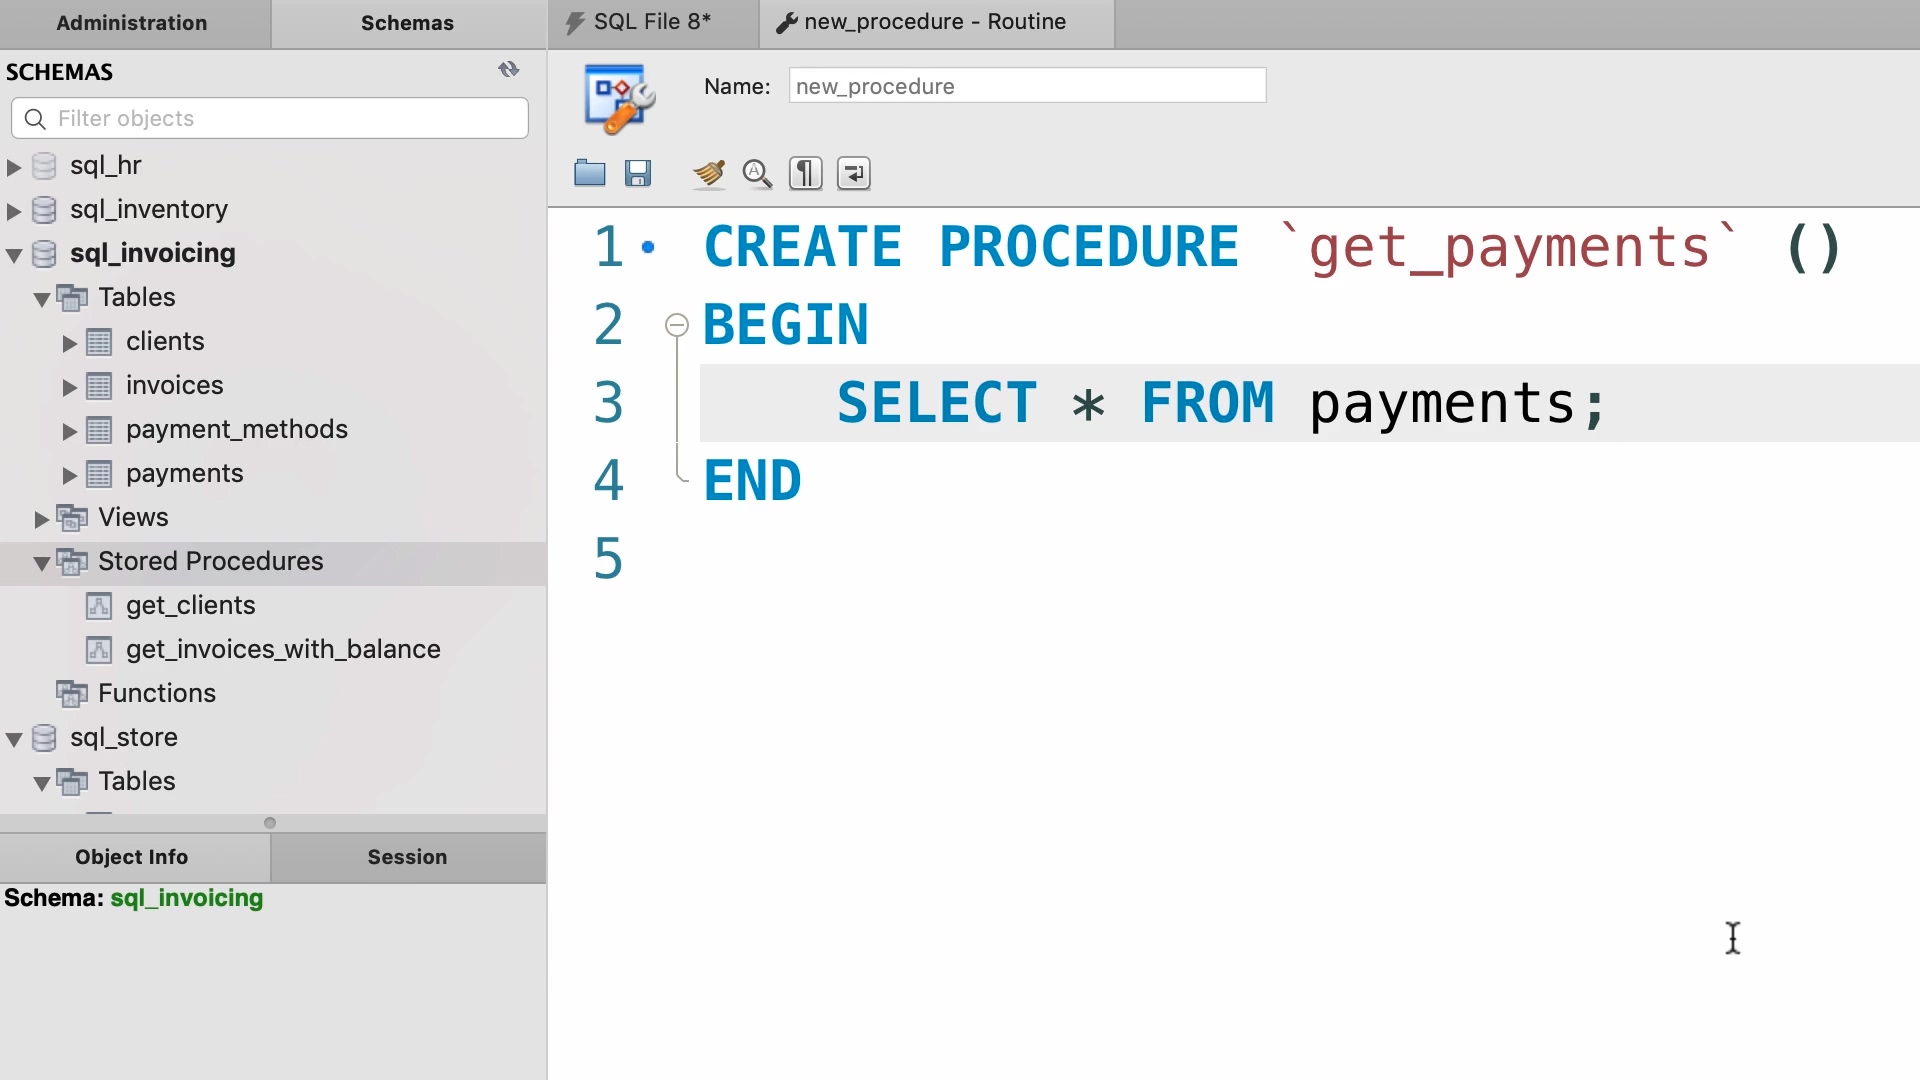 Administration
Schemas
SQL File 8*
new_procedure - Routine
SCHEMAS
Filter objects
sql_hr
sql_inventory
sql_invoicing
Tables
clients
invoices
payment_methods
payments
Views
Stored Procedures
get_clients
get_invoices_with_balance
Functions
sql_store
Tables
Object Info
Session
Schema: sql_invoicing
Name: new_procedure
1 CREATE PROCEDURE `get_payments` ()
2 BEGIN
3 SELECT * FROM payments;
4 END
5